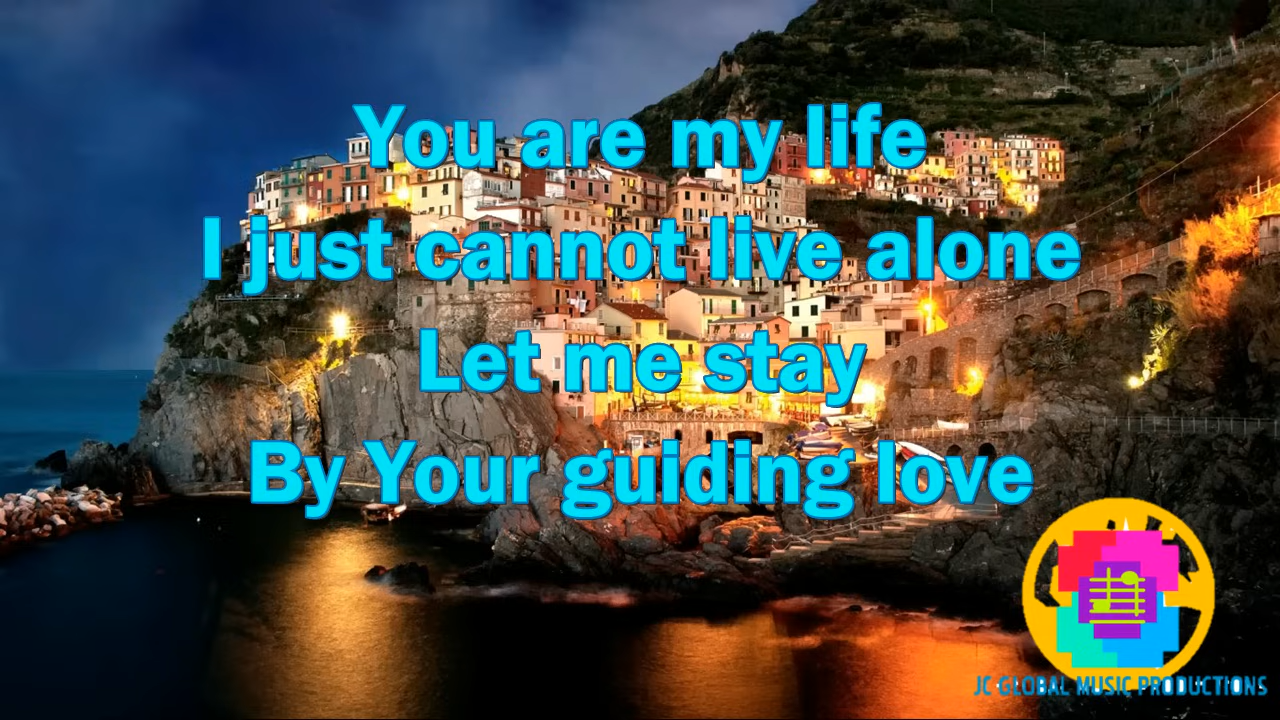 You are my life
I just cannot live alone
Let me stay
By Your guiding love
JC GLOBAL MUSIC PRODUCTIONS